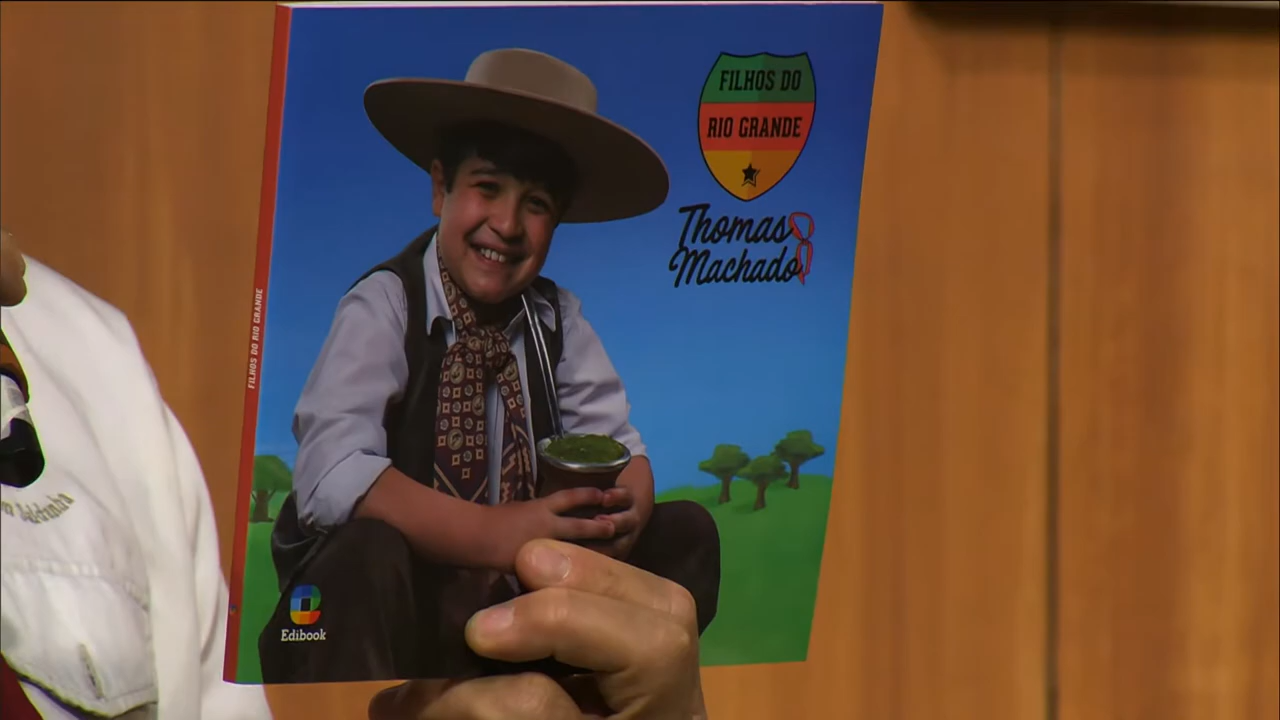 FILHOS DO
RIO GRANDE
Thomas
Machado
FILHOS DO RIO GRANDE
Edibook